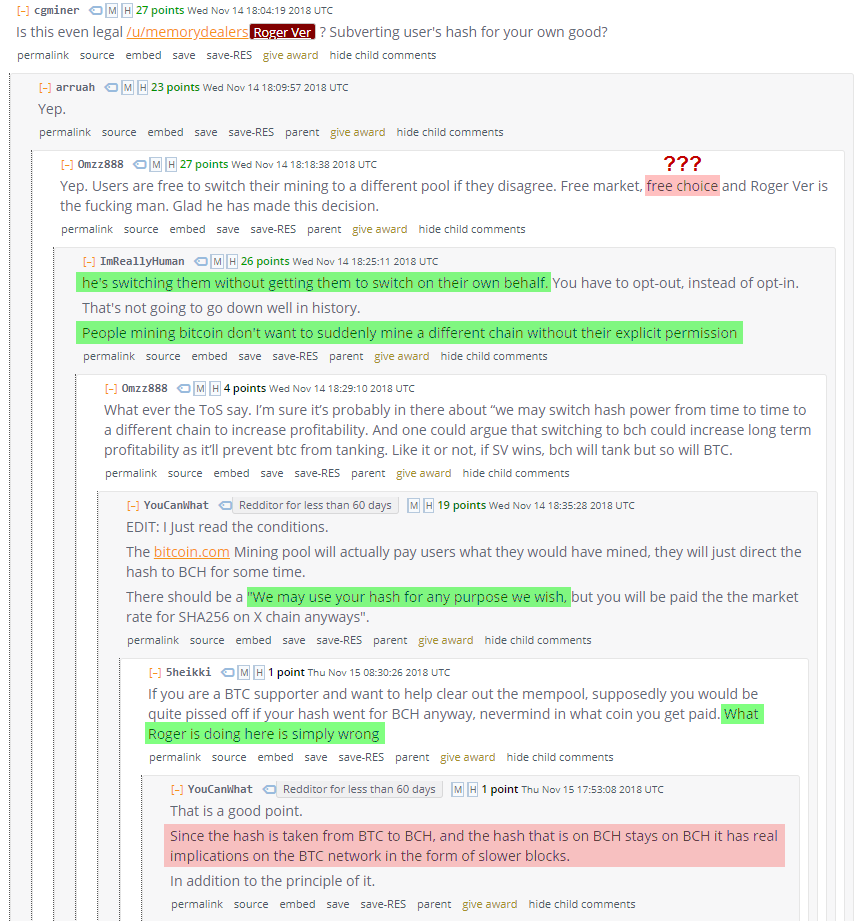 [–] cgminer M H 27 points Wed Nov 14 18:04:19 2018 UTC
Is this even legal /u/memorydealers Roger Ver ? Subverting user's hash for your own good?
permalink source embed save save-RES give award hide child comments
[–] arruah M H 23 points Wed Nov 14 18:09:57 2018 UTC
Yep.
permalink source embed save save-RES parent give award hide child comments
???
[–] Omzz888 M H 27 points Wed Nov 14 18:18:38 2018 UTC
Yep. Users are free to switch their mining to a different pool if they disagree. Free market, free choice and Roger Ver is
the fucking man. Glad he has made this decision.
permalink source embed save save-RES parent give award hide child comments
[–] ImReallyHuman M H 26 points Wed Nov 14 18:25:11 2018 UTC
he's switching them without getting them to switch on their own behalf. You have to opt-out, instead of opt-in.
That's not going to go down well in history.
People mining bitcoin don't want to suddenly mine a different chain without their explicit permission
permalink source embed save save-RES parent give award hide child comments
[–] Omzz888 M H 4 points Wed Nov 14 18:29:10 2018 UTC
What ever the ToS say. I'm sure it's probably in there about “we may switch hash power from time to time to
a different chain to increase profitability. And one could argue that switching to bch could increase long term
profitability as it'll prevent btc from tanking. Like it or not, if SV wins, bch will tank but so will BTC.
permalink source embed save save-RES parent give award hide child comments
[–] YouCanWhat Redditor for less than 60 days M H 19 points Wed Nov 14 18:35:28 2018 UTC
EDIT: I Just read the conditions.
The bitcoin.com Mining pool will actually pay users what they would have mined, they will just direct the
hash to BCH for some time.
There should be a "We may use your hash for any purpose we wish, but you will be paid the the market
rate for SHA256 on X chain anyways".
permalink source embed save save-RES parent give award hide child comments
[–] 5heikki M H 1 point Thu Nov 15 08:30:26 2018 UTC
If you are a BTC supporter and want to help clear out the mempool, supposedly you would be
quite pissed off if your hash went for BCH anyway, nevermind in what coin you get paid. What
Roger is doing here is simply wrong
permalink source embed save save-RES parent give award hide child comments
[–] YouCanWhat Redditor for less than 60 days M H 1 point Thu Nov 15 17:53:08 2018 UTC
That is a good point.
Since the hash is taken from BTC to BCH, and the hash that is on BCH stays on BCH it has real
implications on the BTC network in the form of slower blocks.
In addition to the principle of it.
permalink source embed save save-RES parent give award hide child comments